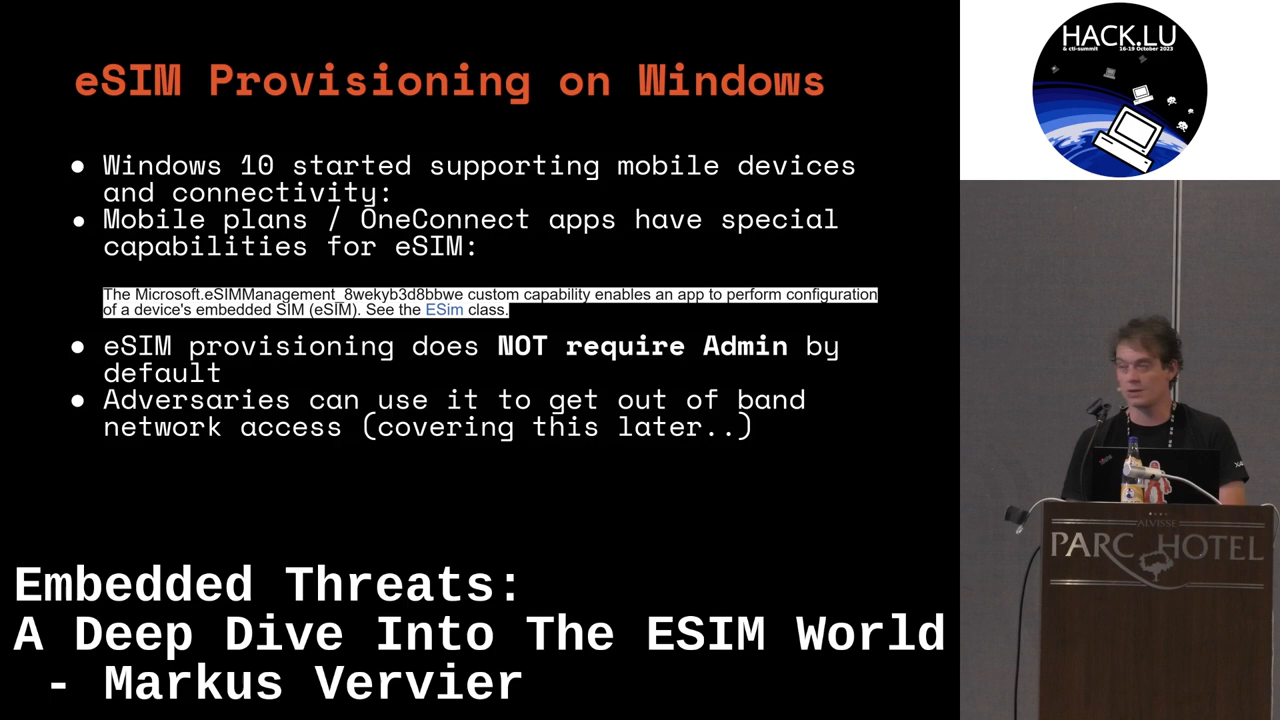 eSIM Provisioning on Windows
● Windows 10 started supporting mobile devices
and connectivity:
● Mobile plans / OneConnect apps have special
capabilities for eSIM:
The Microsoft.eSIMManagement_8wekyb3d8bbwe custom capability enables an app to perform configuration
of a device's embedded SIM (eSIM). See the ESim class.
● eSIM provisioning does NOT require Admin by
default
● Adversaries can use it to get out of band
network access (covering this later..)
Embedded Threats:
A Deep Dive Into The ESIM World
- Markus Vervier
HACK.LU
& cti-summit 16-19 October 2023
ALVISSE
PARC HOTEL